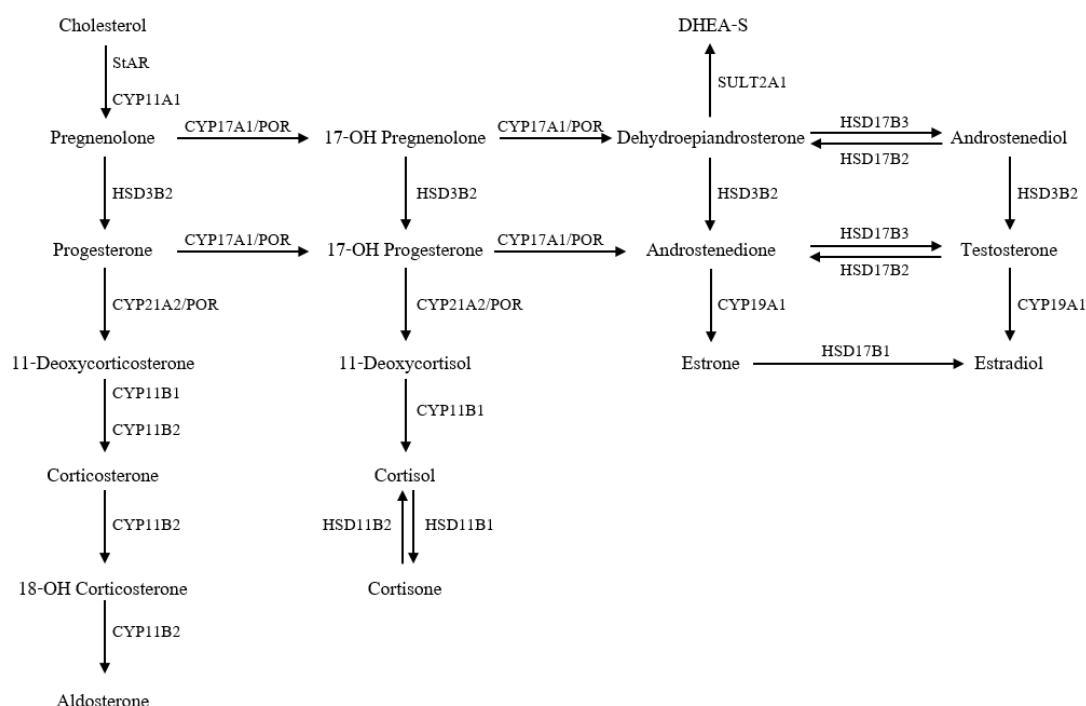 Cholesterol
DHEA-S
StAR
SULT2A1
CYP11A1
Pregnenolone
CYP17A1/POR
17-OH Pregnenolone
CYP17A1/POR
Dehydroepiandrosterone
HSD17B3
HSD17B2
Androstenediol
HSD3B2
HSD3B2
HSD3B2
HSD3B2
Progesterone
CYP17A1/POR
17-OH Progesterone
CYP17A1/POR
Androstenedione
HSD17B3
HSD17B2
Testosterone
CYP21A2/POR
CYP21A2/POR
CYP19A1
CYP19A1
11-Deoxycorticosterone
11-Deoxycortisol
Estrone
HSD17B1
Estradiol
CYP11B1
CYP11B2
CYP11B1
Corticosterone
Cortisol
CYP11B2
HSD11B2
HSD11B1
18-OH Corticosterone
Cortisone
CYP11B2
Aldosterone